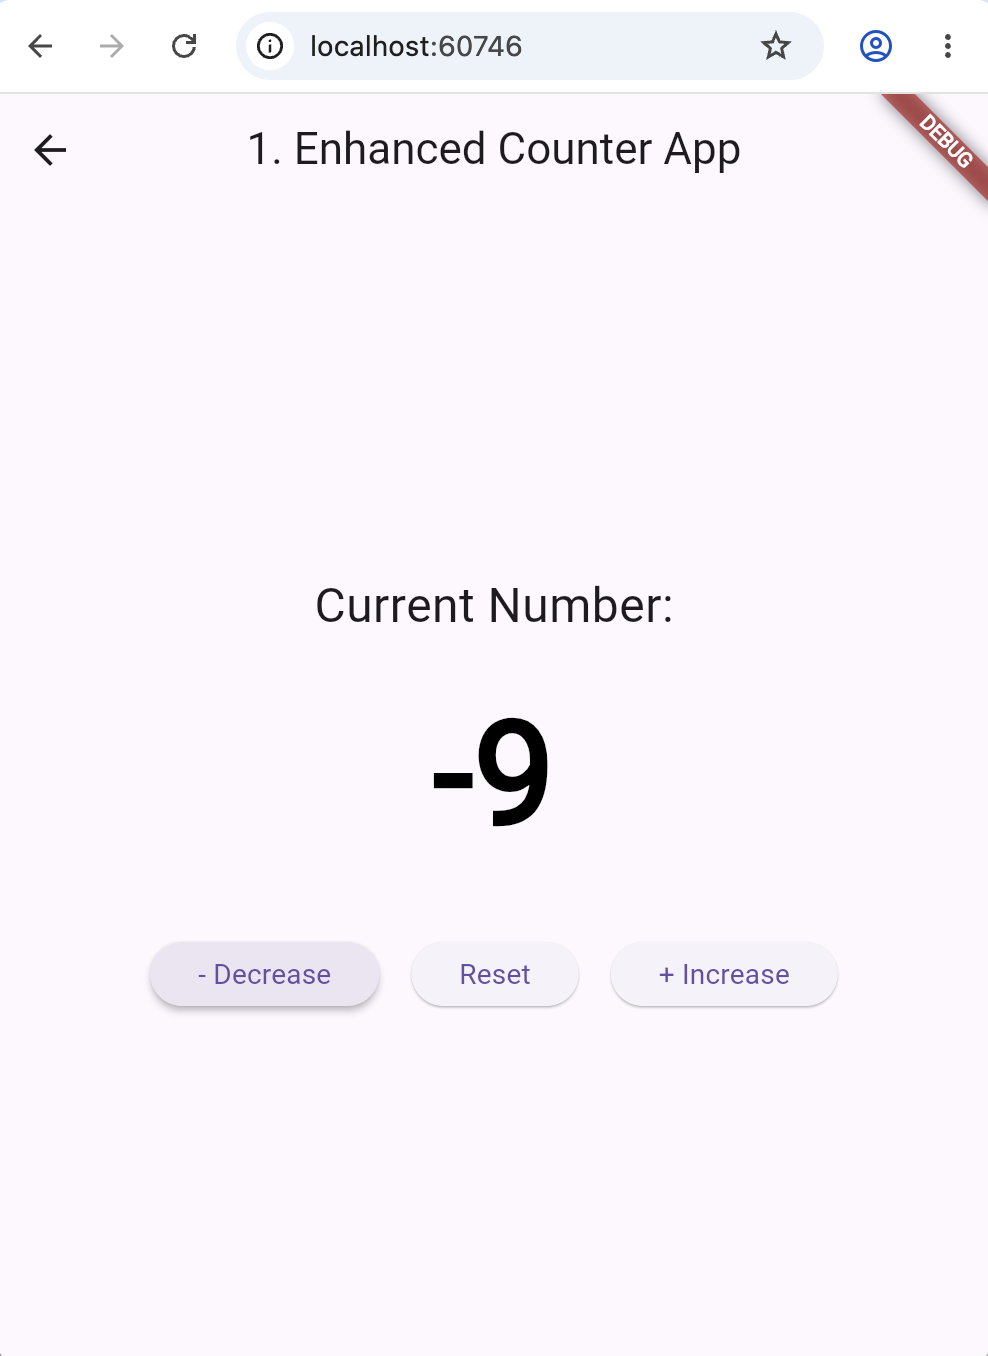 localhost:60746
DEBUG
1. Enhanced Counter App
Current Number:
-9
- Decrease
Reset
+ Increase